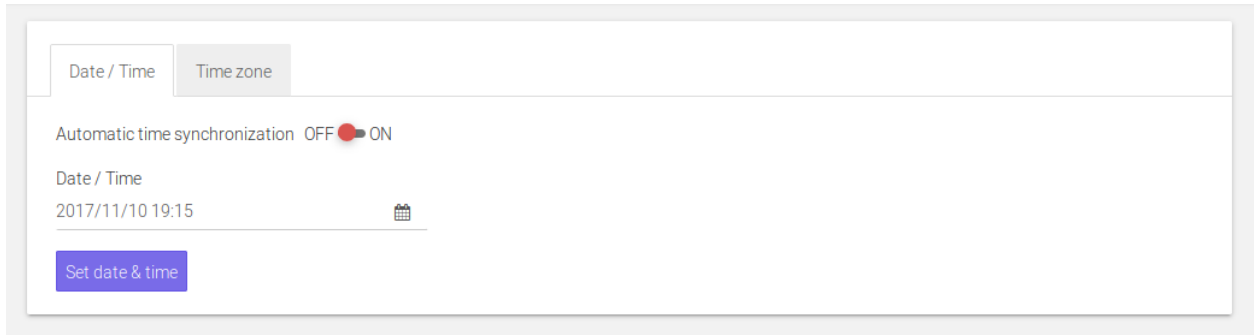 Date / Time Time zone
Automatic time synchronization OFF ON
Date / Time
2017/11/10 19:15
Set date & time